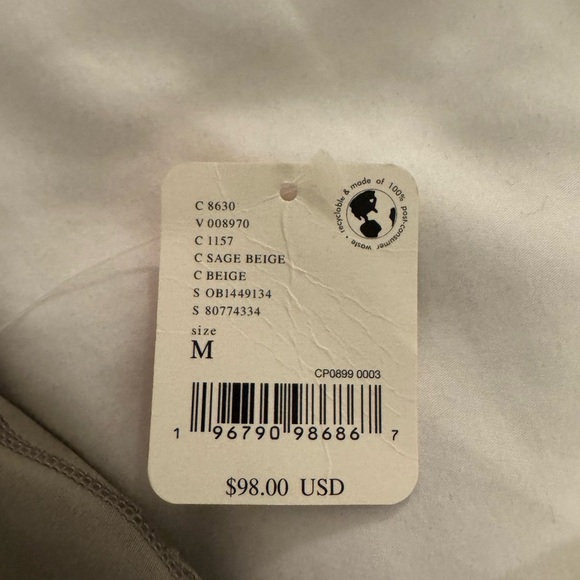 recyclable & made of 100% post-consumer waste •
C 8630
V 008970
C 1157
C SAGE BEIGE
C BEIGE
S OB1449134
S 80774334
size
M
CP0899 0003
1 96790 98686 7
$98.00 USD